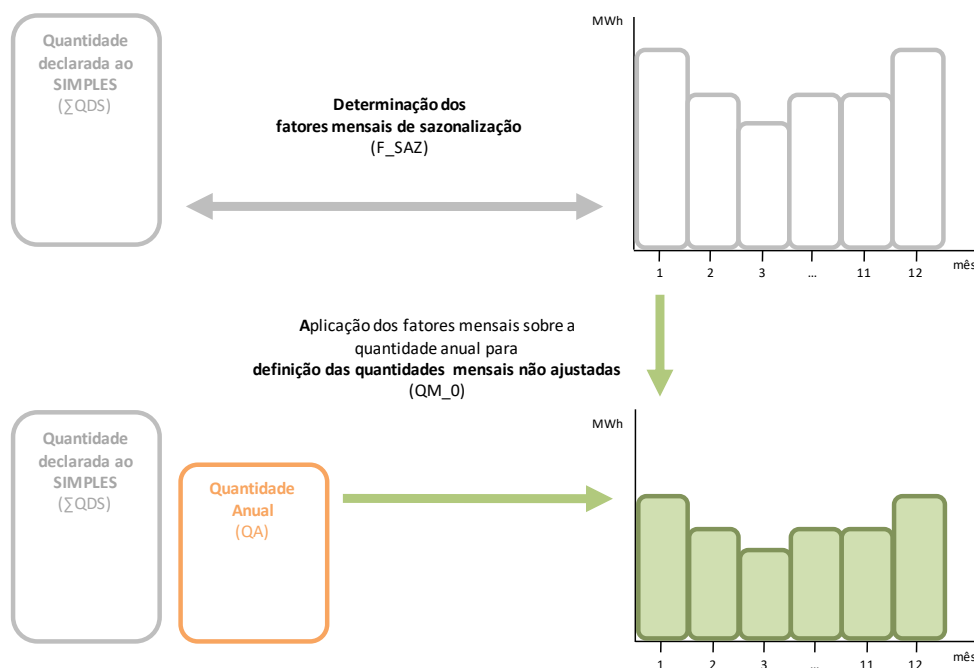 Quantidade
declarada ao
SIMPLES
(∑QDS)
Determinação dos
fatores mensais de sazonalização
(F_SAZ)
MWh
1 2 3 ... 11 12 mês
Aplicação dos fatores mensais sobre a
quantidade anual para
definição das quantidades mensais não ajustadas
(QM_0)
Quantidade
declarada ao
SIMPLES
(∑QDS)
Quantidade
Anual
(QA)
MWh
1 2 3 ... 11 12 mês